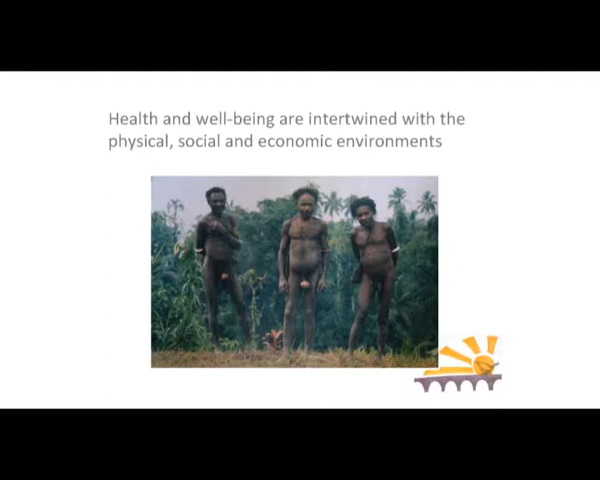 Health and well-being are intertwined with the
physical, social and economic environments